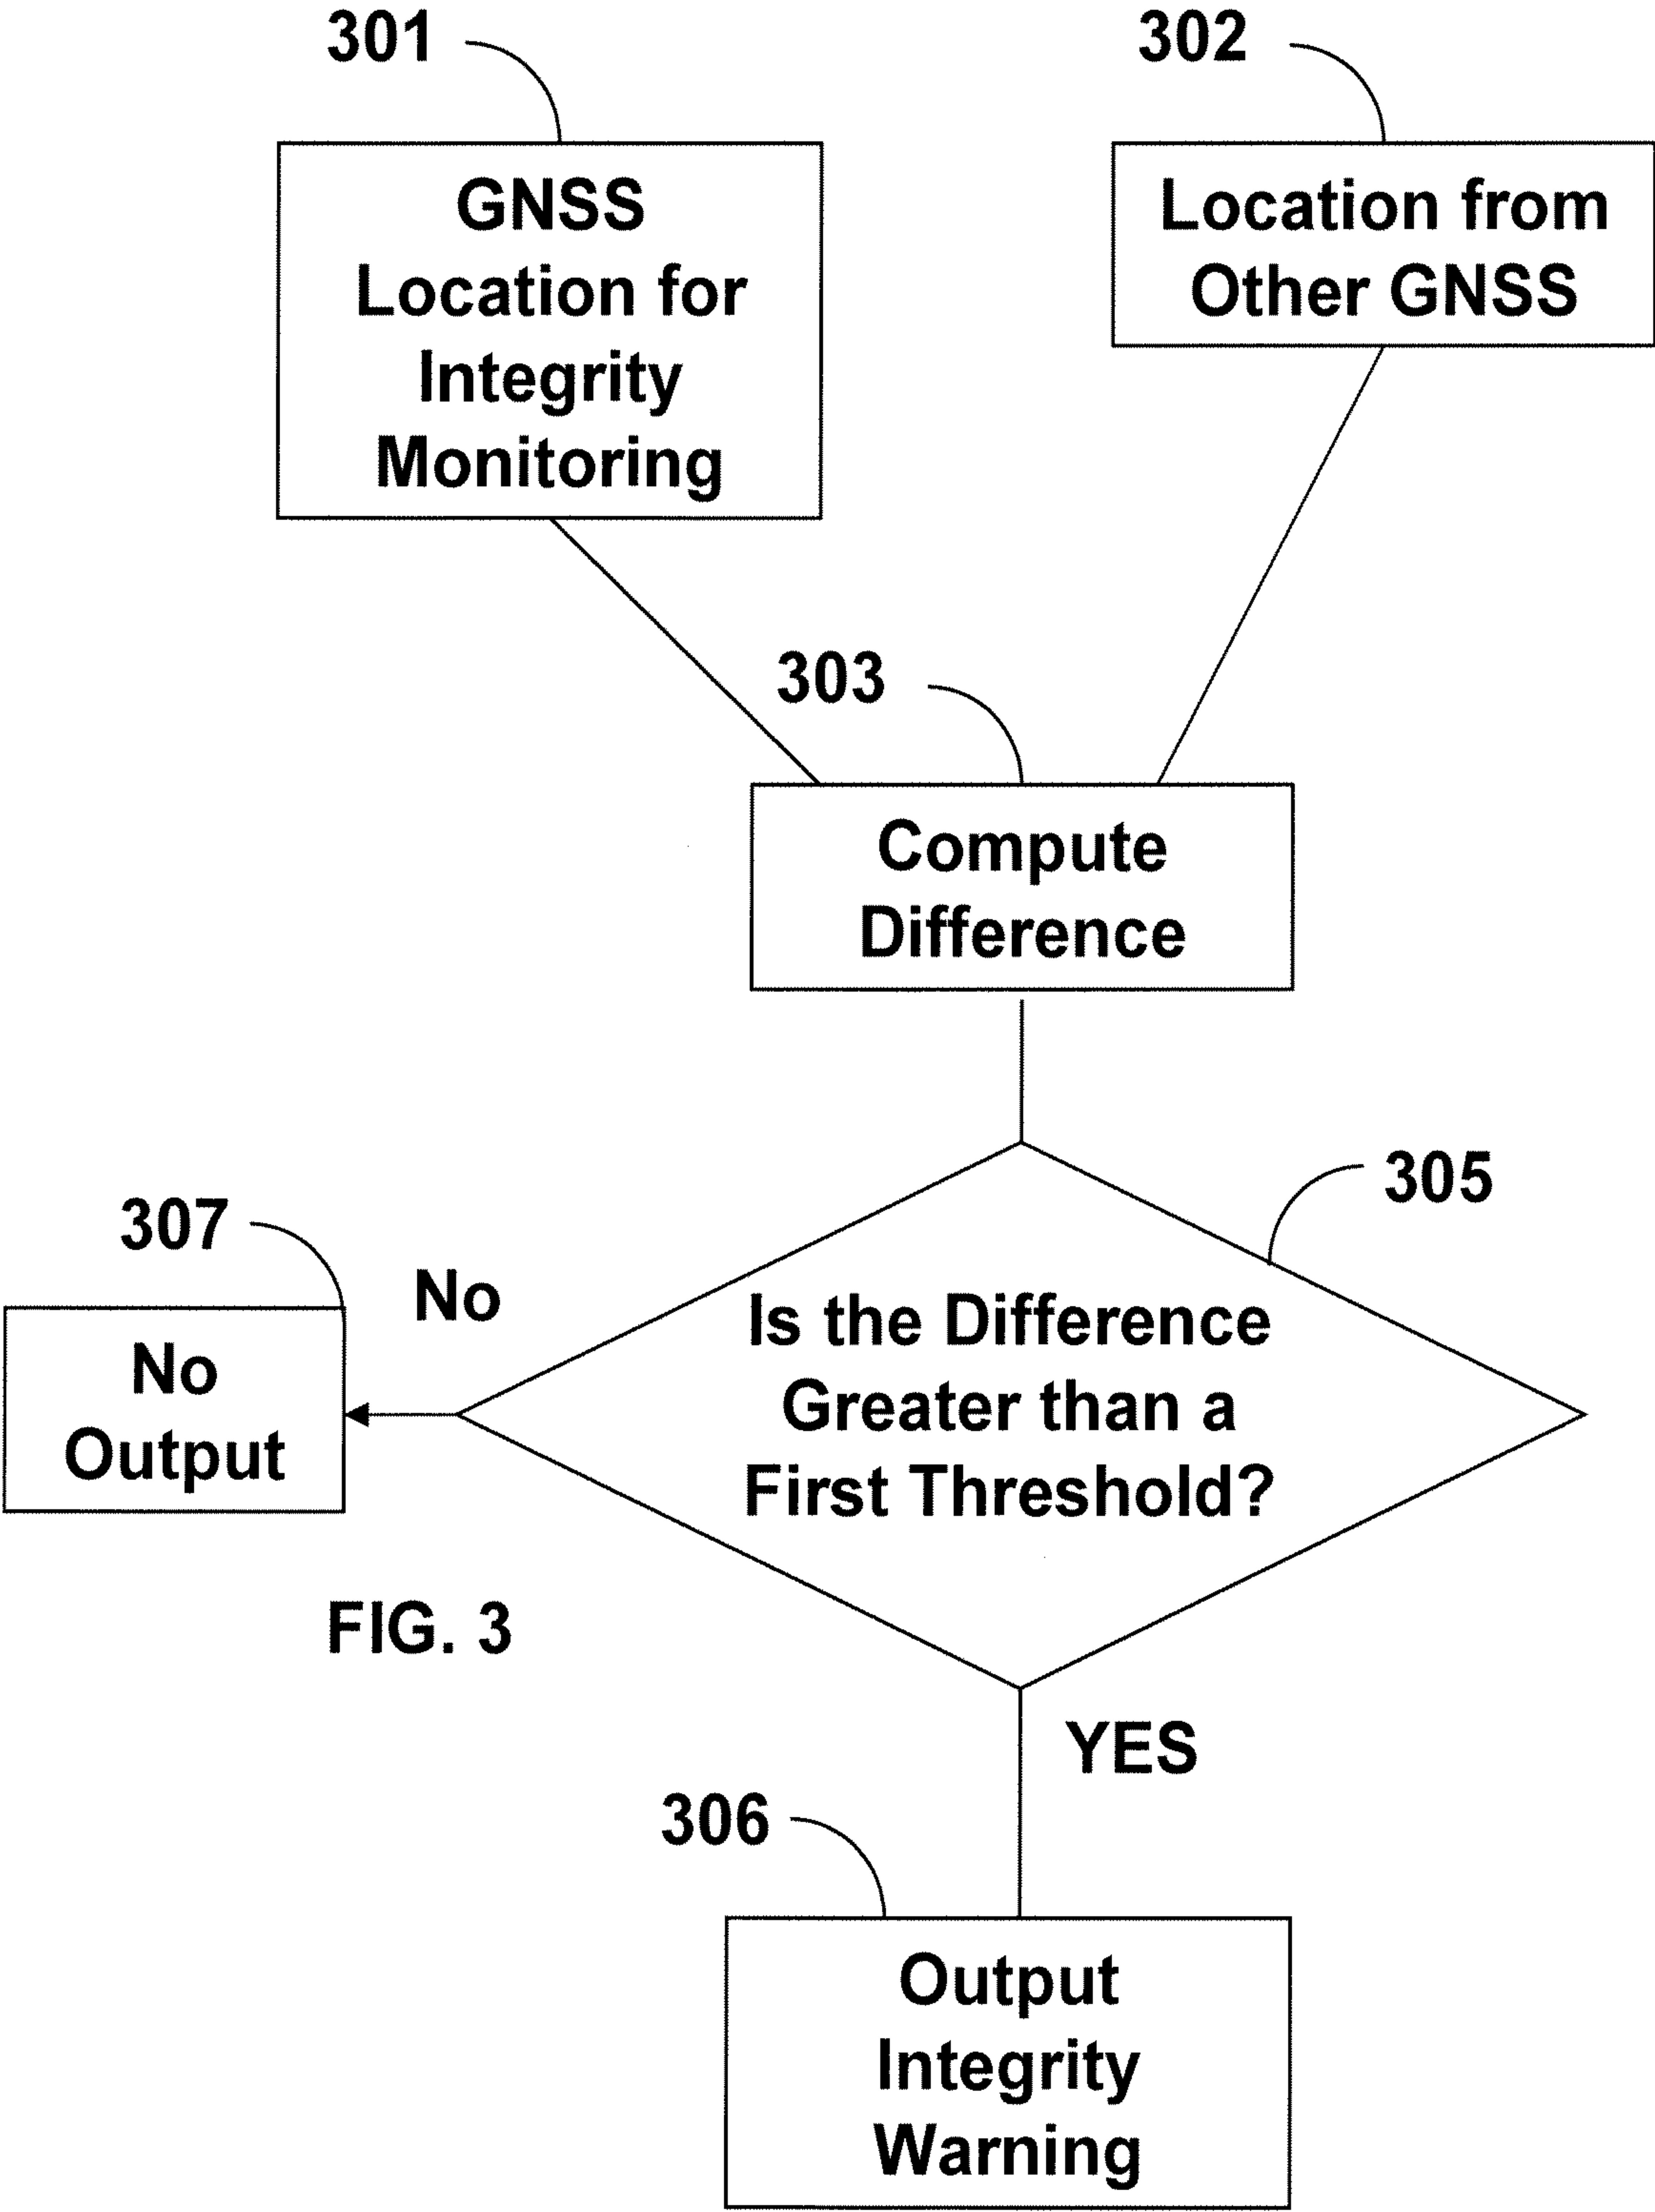 301
302
GNSS
Location for
Integrity
Monitoring
Location from
Other GNSS
303
Compute
Difference
305
307
No
No
Output
Is the Difference
Greater than a
First Threshold?
FIG. 3
YES
306
Output
Integrity
Warning